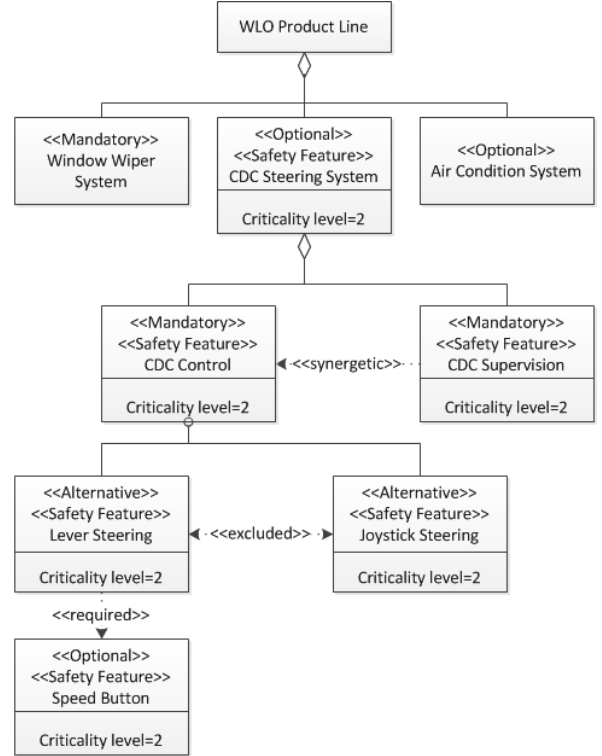 WLO Product Line
<<Mandatory>>
Window Wiper
System
<<Optional>>
<<Safety Feature>>
CDC Steering System
Criticality level=2
<<Optional>>
Air Condition System
<<Mandatory>>
<<Safety Feature>>
CDC Control
Criticality level=2
<<synergetic>>
<<Mandatory>>
<<Safety Feature>>
CDC Supervision
Criticality level=2
<<Alternative>>
<<Safety Feature>>
Lever Steering
Criticality level=2
<<excluded>>
<<Alternative>>
<<Safety Feature>>
Joystick Steering
Criticality level=2
<<required>>
<<Optional>>
<<Safety Feature>>
Speed Button
Criticality level=2